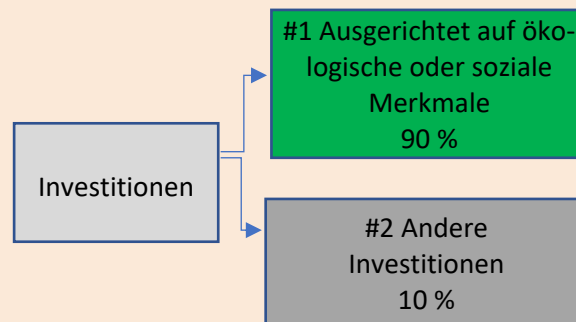 #1 Ausgerichtet auf öko-
logische oder soziale
Merkmale
90 %
Investitionen
#2 Andere
Investitionen
10 %